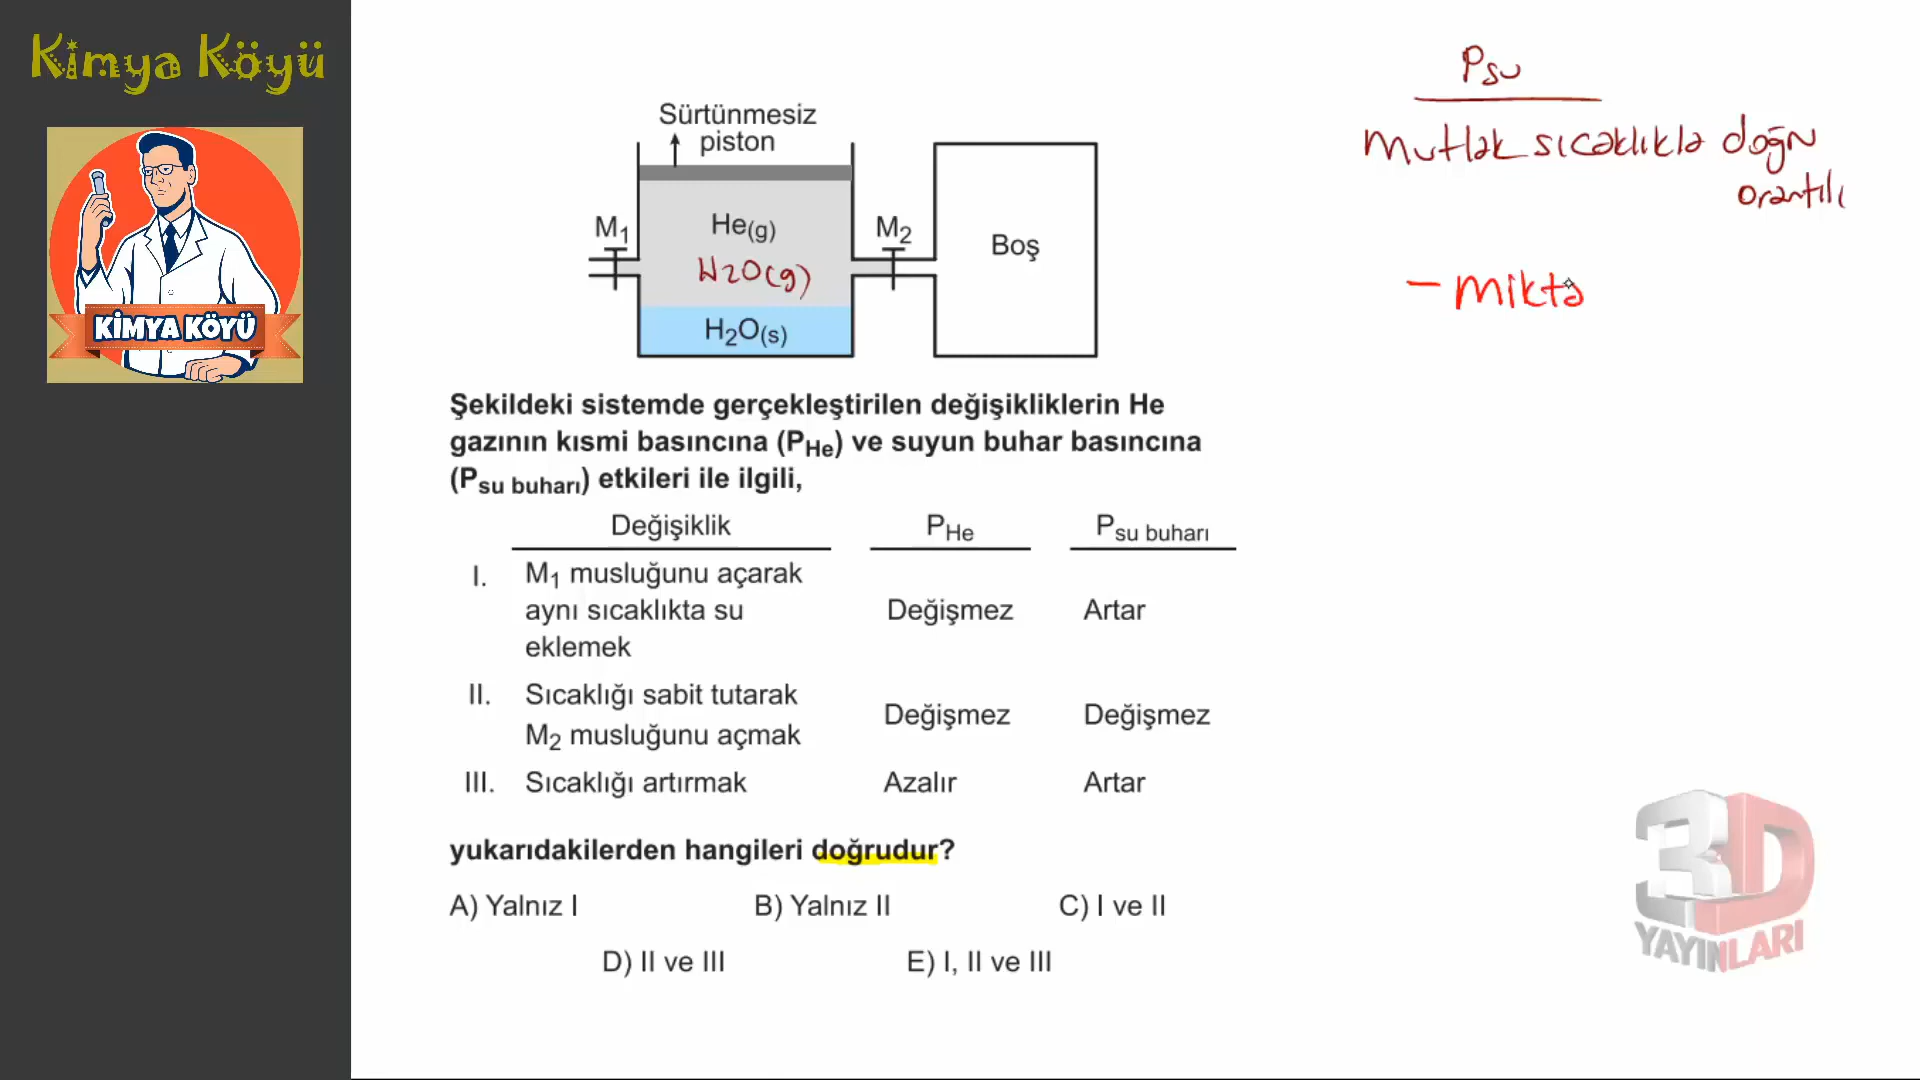 Kimya Köyü
KİMYA KÖYÜ
Sürtünmesiz
piston
M1
He(g)
H2O(g)
H2O(s)
M2
Boş
Psu
Mutlak sıcaklıkla doğru
orantılı
- Mikta
Şekildeki sistemde gerçekleştirilen değişikliklerin He
gazının kısmi basıncına (PHe) ve suyun buhar basıncına
(Psu buharı) etkileri ile ilgili,
Değişiklik PHe Psu buharı
I. M1 musluğunu açarak
aynı sıcaklıkta su Değişmez Artar
eklemek
II. Sıcaklığı sabit tutarak
Değişmez Değişmez
M2 musluğunu açmak
III. Sıcaklığı artırmak Azalır Artar
yukarıdakilerden hangileri doğrudur?
A) Yalnız I B) Yalnız II C) I ve II
D) II ve III E) I, II ve III
3D
YAYINLARI